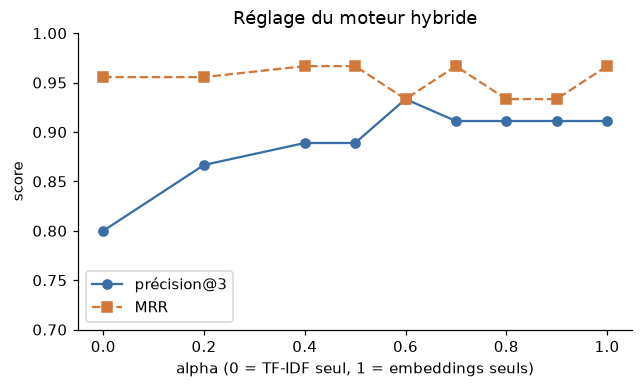 Réglage du moteur hybride
1.00
0.95
0.90
0.85
0.80
0.75
0.70
score
précision@3
MRR
0.0 0.2 0.4 0.6 0.8 1.0
alpha (0 = TF-IDF seul, 1 = embeddings seuls)